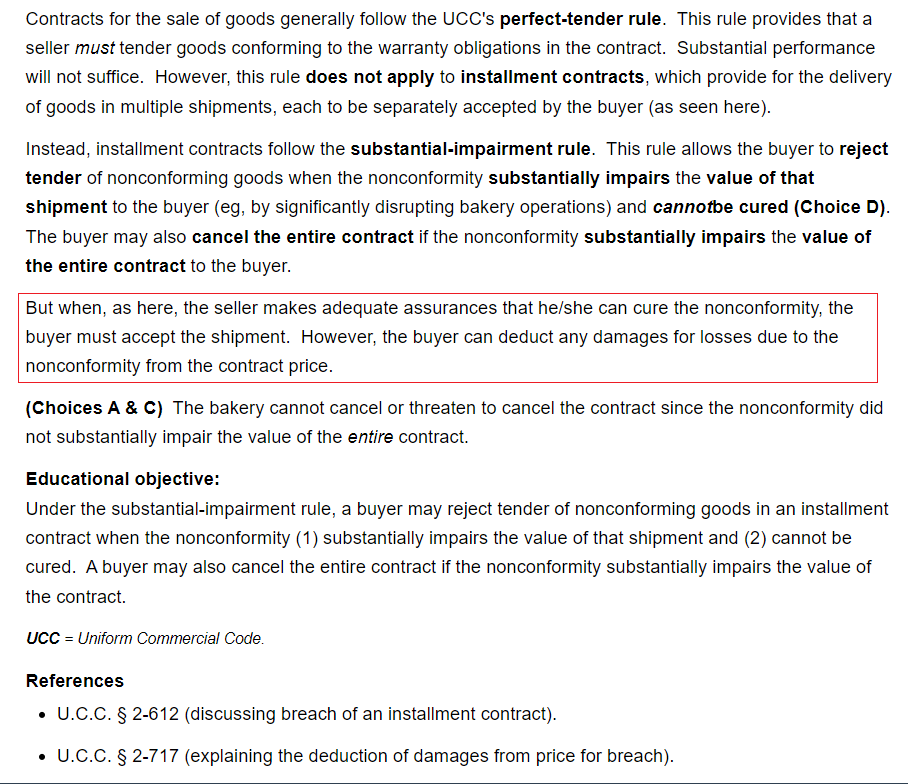 Contracts for the sale of goods generally follow the UCC's perfect-tender rule.  This rule provides that a
seller must tender goods conforming to the warranty obligations in the contract.  Substantial performance
will not suffice.  However, this rule does not apply to installment contracts, which provide for the delivery
of goods in multiple shipments, each to be separately accepted by the buyer (as seen here).
Instead, installment contracts follow the substantial-impairment rule.  This rule allows the buyer to reject
tender of nonconforming goods when the nonconformity substantially impairs the value of that
shipment to the buyer (eg, by significantly disrupting bakery operations) and cannotbe cured (Choice D).
The buyer may also cancel the entire contract if the nonconformity substantially impairs the value of
the entire contract to the buyer.
But when, as here, the seller makes adequate assurances that he/she can cure the nonconformity, the
buyer must accept the shipment.  However, the buyer can deduct any damages for losses due to the
nonconformity from the contract price.
(Choices A & C)  The bakery cannot cancel or threaten to cancel the contract since the nonconformity did
not substantially impair the value of the entire contract.
Educational objective:
Under the substantial-impairment rule, a buyer may reject tender of nonconforming goods in an installment
contract when the nonconformity (1) substantially impairs the value of that shipment and (2) cannot be
cured.  A buyer may also cancel the entire contract if the nonconformity substantially impairs the value of
the contract.
UCC = Uniform Commercial Code.
References
• U.C.C. § 2-612 (discussing breach of an installment contract).
• U.C.C. § 2-717 (explaining the deduction of damages from price for breach).